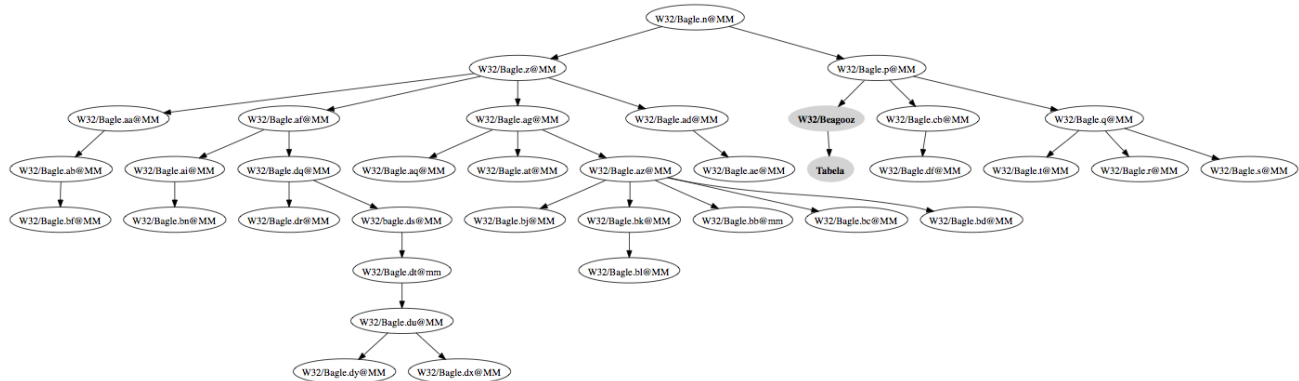 W32/Bagle.n@MM
W32/Bagle.z@MM
W32/Bagle.p@MM
W32/Bagle.aa@MM
W32/Bagle.af@MM
W32/Bagle.ag@MM
W32/Bagle.ad@MM
W32/Beagooz
W32/Bagle.cb@MM
W32/Bagle.q@MM
W32/Bagle.ab@MM
W32/Bagle.ai@MM
W32/Bagle.dq@MM
W32/Bagle.aq@MM
W32/Bagle.at@MM
W32/Bagle.az@MM
W32/Bagle.ae@MM
Tabela
W32/Bagle.df@MM
W32/Bagle.t@MM
W32/Bagle.r@MM
W32/Bagle.s@MM
W32/Bagle.bf@MM
W32/Bagle.bn@MM
W32/Bagle.dr@MM
W32/bagle.ds@MM
W32/Bagle.bj@MM
W32/Bagle.bk@MM
W32/Bagle.bb@mm
W32/Bagle.bc@MM
W32/Bagle.bd@MM
W32/Bagle.dt@mm
W32/Bagle.bl@MM
W32/Bagle.du@MM
W32/Bagle.dy@MM
W32/Bagle.dx@MM